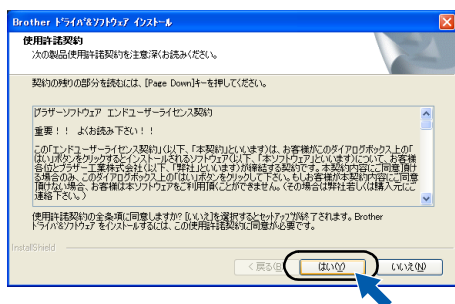 Brother ﾄﾞﾗｲﾊﾞ&ｿﾌﾄｳｪｱ ｲﾝｽﾄｰﾙ
使用許諾契約
次の製品使用許諾契約を注意深くお読みください。
契約の残りの部分を読むには、[Page Down]キーを押してください。
ブラザーソフトウェア エンドユーザーライセンス契約
重要！！ よくお読み下さい！！
この「エンドユーザーライセンス契約」（以下、「本契約」といいます）は、お客様がこのダイアログボックス上の「
はい」ボタンをクリックするとインストールされるソフトウェア（以下、「本ソフトウェア」といいます）について、お客様
各位とブラザー工業株式会社（以下、「弊社」といいます）が締結する契約です。本契約内容にご同意頂け
る場合のみ、このダイアログボックス上の「はい」ボタンをクリックして下さい。もしお客様が本契約内容にご同意
頂けない場合、お客様は本ソフトウェアをご利用頂くことができません。（その場合は弊社若しくは購入元にご
連絡下さい。）
使用許諾契約の全条項に同意しますか? [いいえ]を選択するとｾｯﾄｱｯﾌﾟが終了されます。Brother
ﾄﾞﾗｲﾊﾞ&ｿﾌﾄｳｪｱ をｲﾝｽﾄｰﾙするには、この使用許諾契約に同意が必要です。
InstallShield
< 戻る(B) はい(Y) いいえ(N)